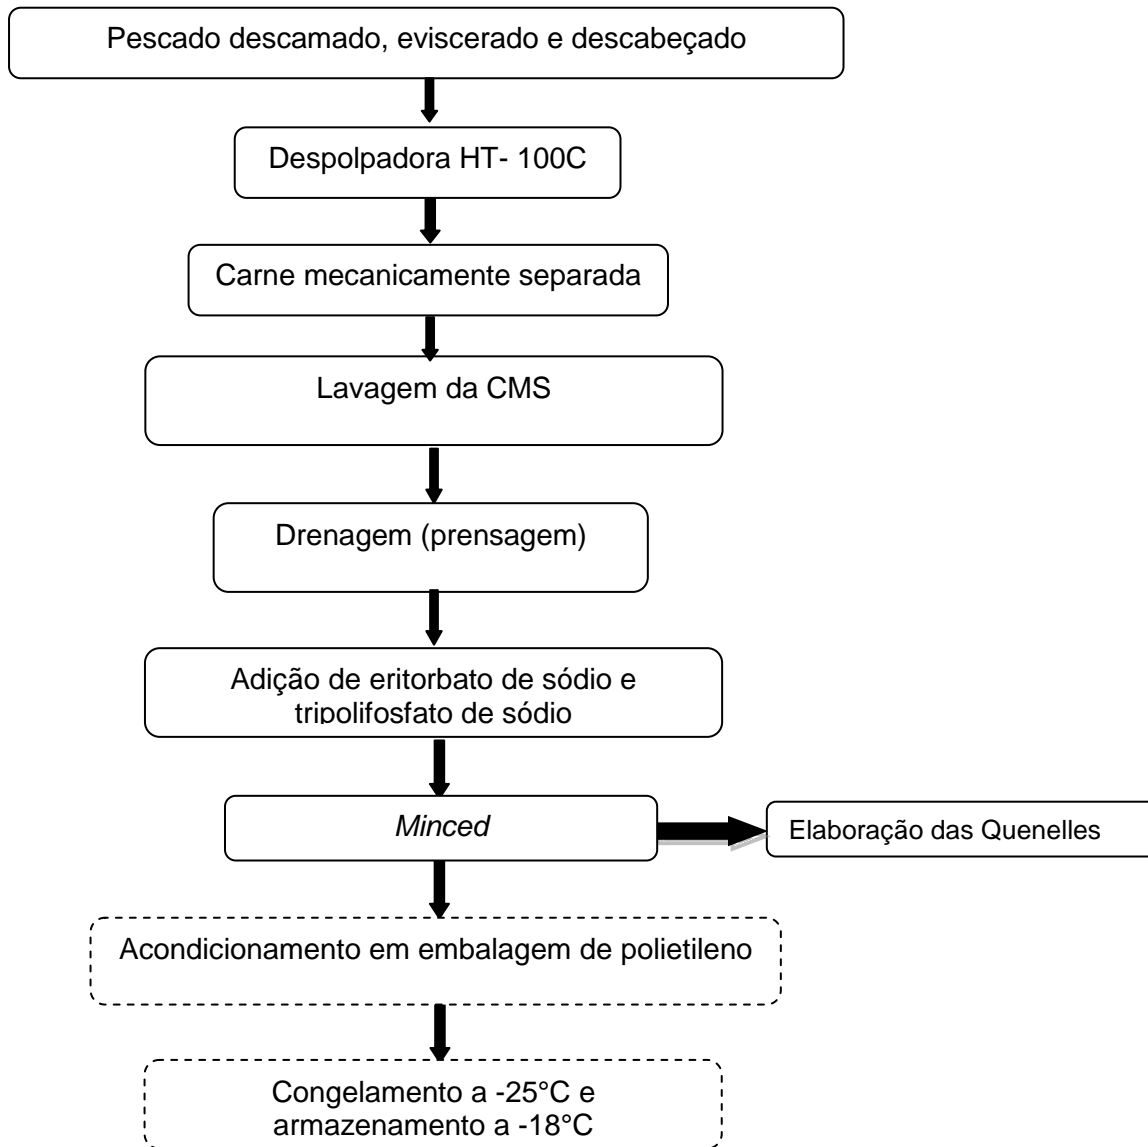 Pescado descamado, eviscerado e descabeçado
Despolpadora HT- 100C
Carne mecanicamente separada
Lavagem da CMS
Drenagem (prensagem)
Adição de eritorbato de sódio e
tripolifosfato de sódio
Minced
Elaboração das Quenelles
Acondicionamento em embalagem de polietileno
Congelamento a -25°C e
armazenamento a -18°C